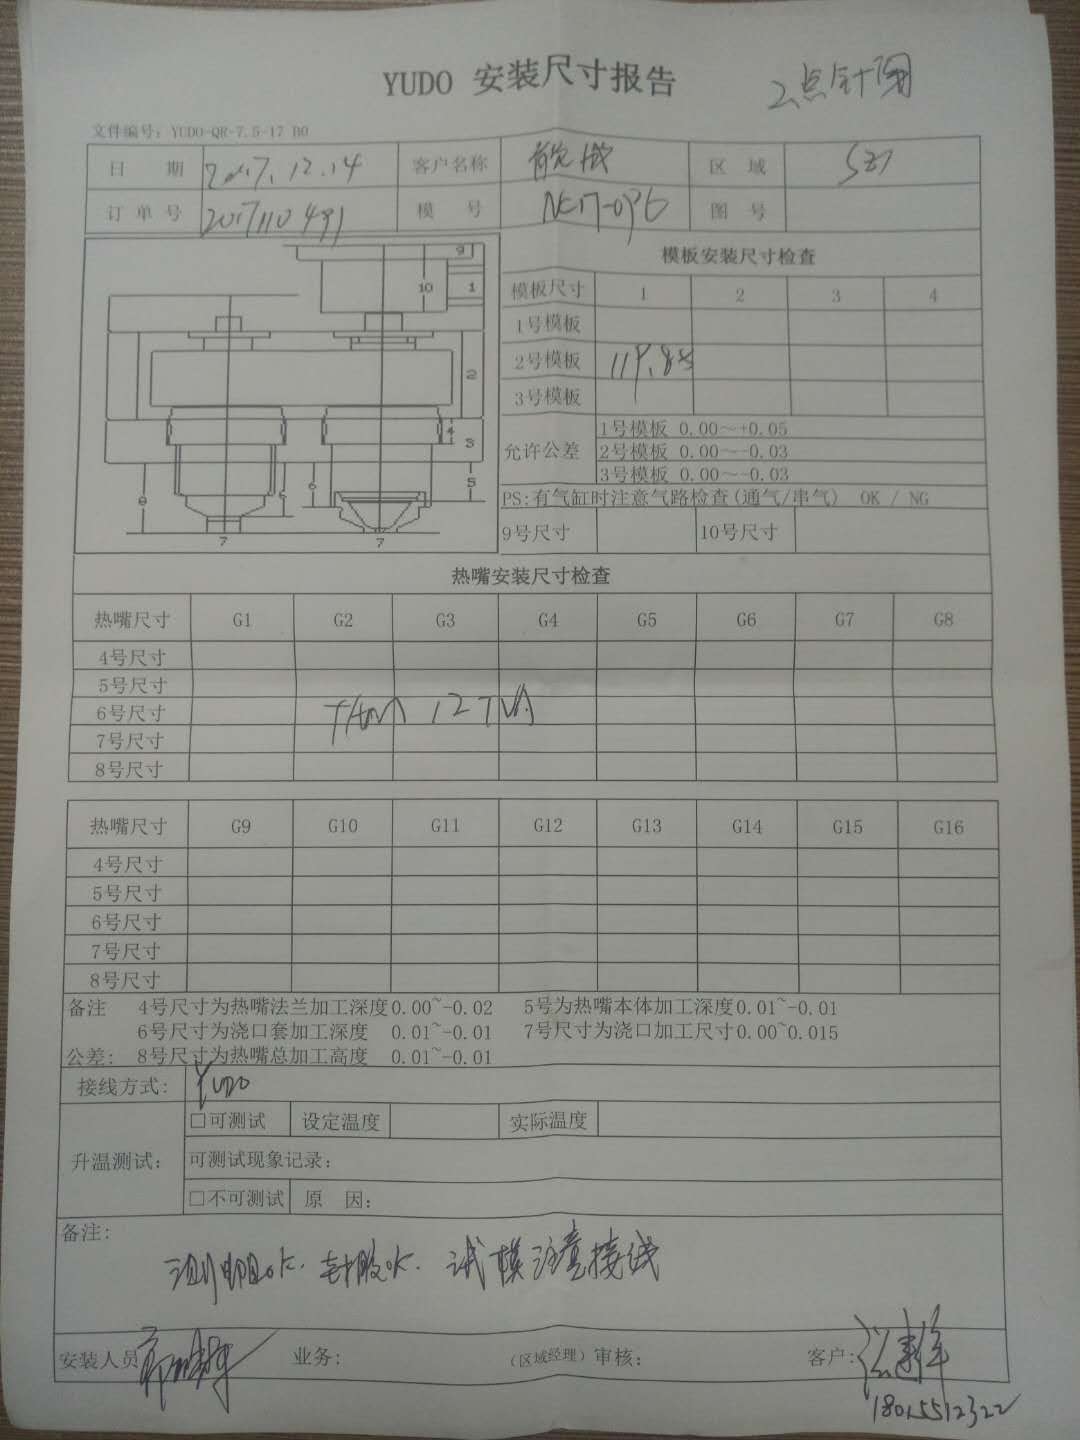 YUDO 安装尺寸报告 2点针阀
文件编号: YUDO-QR-7.5-17 B0
日 期 2017.12.14 客户名称 区 域 SZ1
订 单 号 2017110491 模 号 图 号
模板安装尺寸检查
模板尺寸 1 2 3 4
1号模板
2号模板 119.85
3号模板
允许公差 1号模板 0.00~+0.05
2号模板 0.00~-0.03
3号模板 0.00~-0.03
PS:有气缸时注意气路检查(通气/串气) OK / NG
9号尺寸 10号尺寸
9
10 1
2
4 3
5
8 6 6
7 7
热嘴安装尺寸检查
热嘴尺寸 G1 G2 G3 G4 G5 G6 G7 G8
4号尺寸
5号尺寸
6号尺寸
7号尺寸
8号尺寸
热嘴尺寸 G9 G10 G11 G12 G13 G14 G15 G16
4号尺寸
5号尺寸
6号尺寸
7号尺寸
8号尺寸
备注 4号尺寸为热嘴法兰加工深度0.00~-0.02 5号为热嘴本体加工深度0.01~-0.01
6号尺寸为浇口套加工深度 0.01~-0.01 7号尺寸为浇口加工尺寸0.00~0.015
公差: 8号尺寸为热嘴总加工高度 0.01~-0.01
接线方式: YUDO
□可测试 设定温度 实际温度
升温测试: 可测试现象记录:
□不可测试 原 因:
备注:
测电阻ok. 封胶ok. 试模注意接线
安装人员 业务: (区域经理)审核: 客户:
18015512322